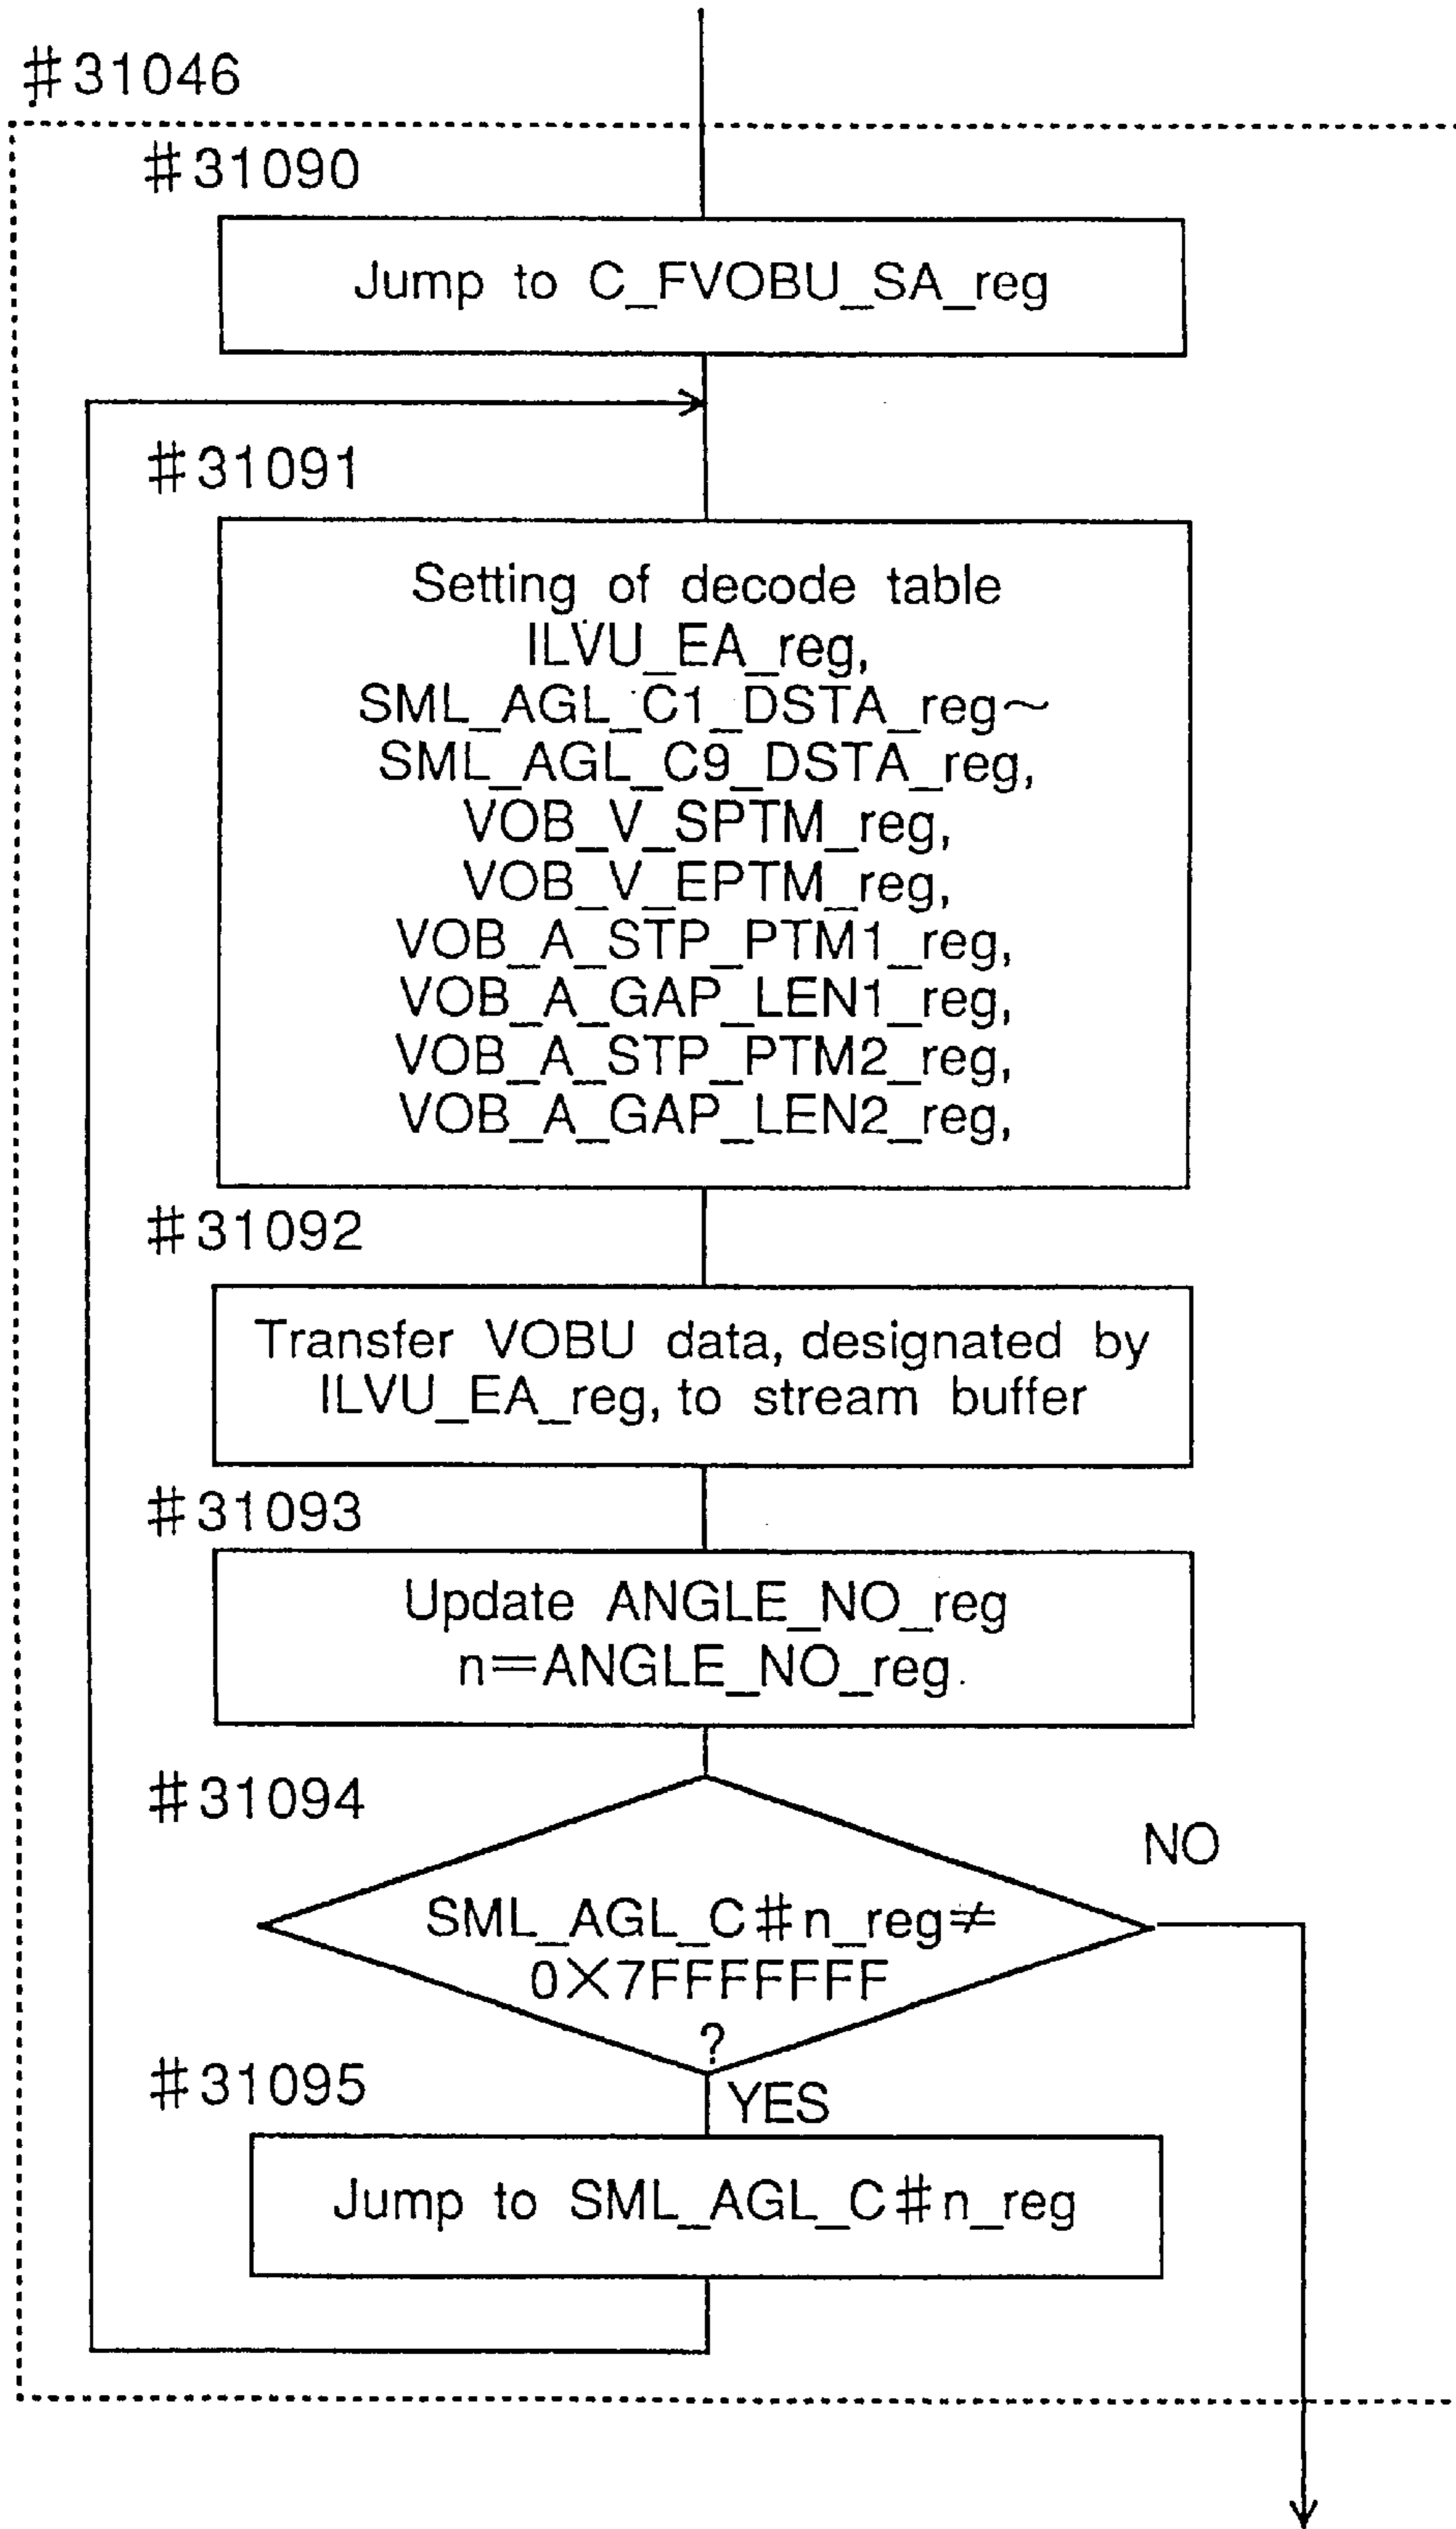 #31046
#31090
Jump to C_FVOBU_SA_reg
#31091
Setting of decode table
ILVU_EA_reg,
SML_AGL_C1_DSTA_reg~
SML_AGL_C9_DSTA_reg,
VOB_V_SPTM_reg,
VOB_V_EPTM_reg,
VOB_A_STP_PTM1_reg,
VOB_A_GAP_LEN1_reg,
VOB_A_STP_PTM2_reg,
VOB_A_GAP_LEN2_reg,
#31092
Transfer VOBU data, designated by
ILVU_EA_reg, to stream buffer
#31093
Update ANGLE_NO_reg
n=ANGLE_NO_reg
#31094
NO
SML_AGL_C#n_reg≠
0×7FFFFFFF
?
#31095
YES
Jump to SML_AGL_C#n_reg